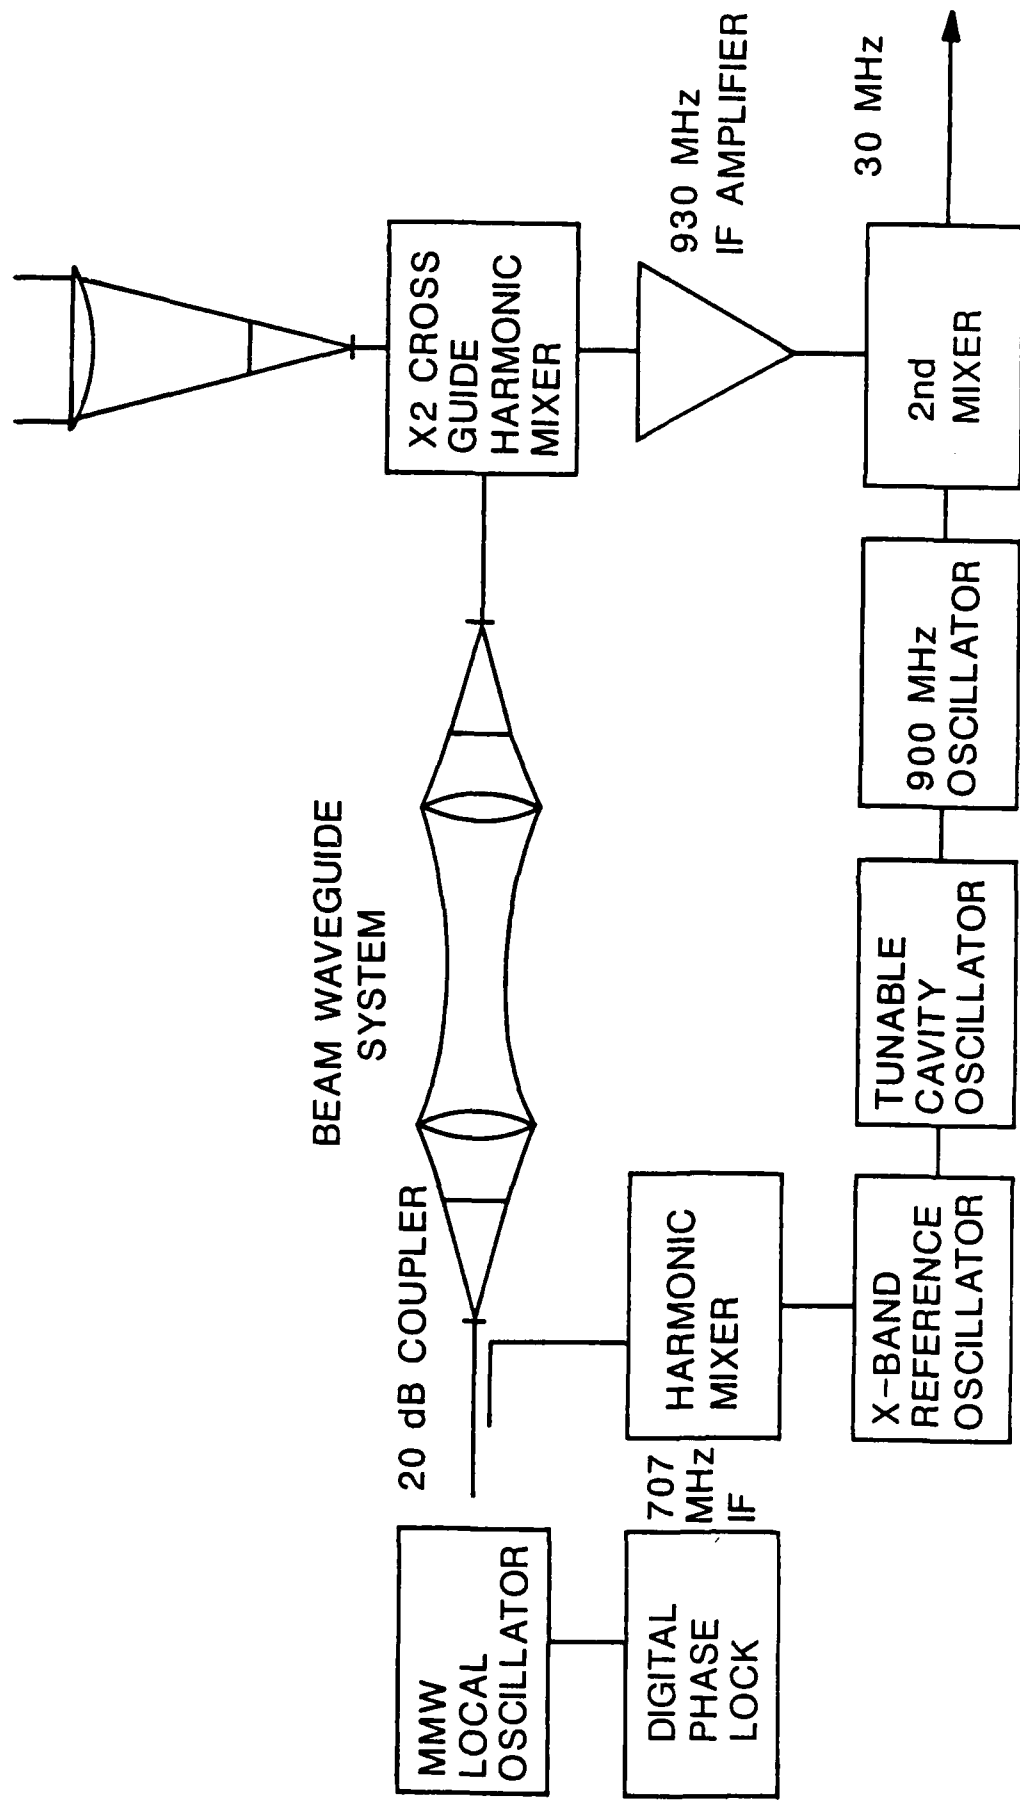 BEAM WAVEGUIDE
SYSTEM
MMW
LOCAL
OSCILLATOR
20 dB COUPLER
X2 CROSS
GUIDE
HARMONIC
MIXER
DIGITAL
PHASE
LOCK
707
MHz
IF
HARMONIC
MIXER
930 MHz
IF AMPLIFIER
X-BAND
REFERENCE
OSCILLATOR
TUNABLE
CAVITY
OSCILLATOR
900 MHz
OSCILLATOR
2nd
MIXER
30 MHz